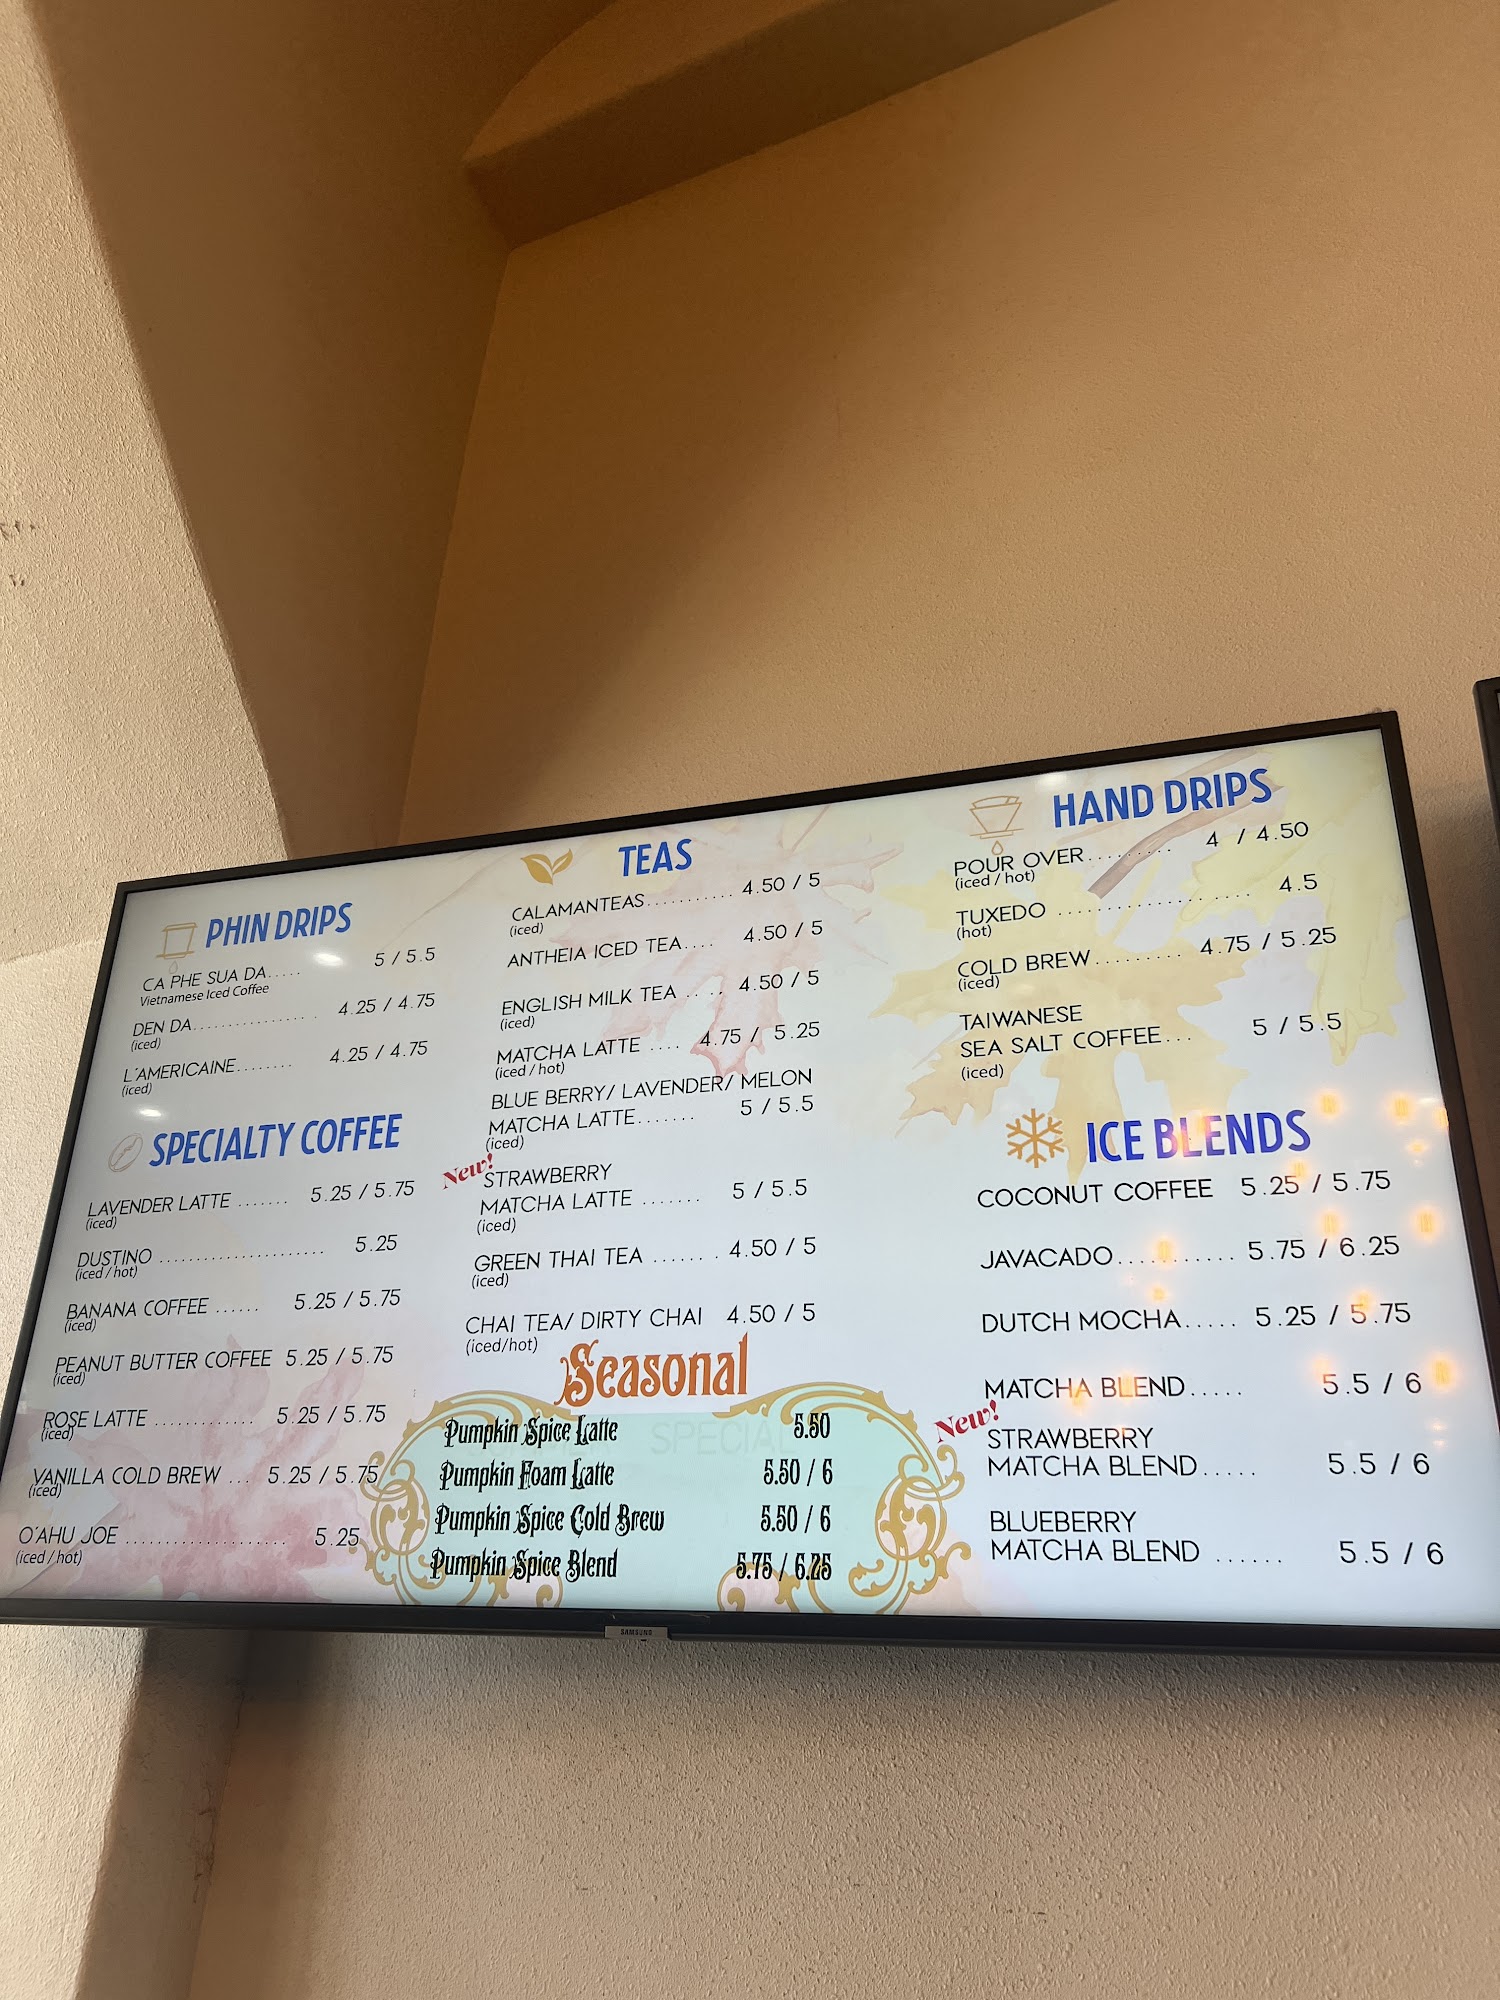 PHIN DRIPS
CA PHE SUA DA..... 5 / 5.5
Vietnamese Iced Coffee
DEN DA................ 4.25 / 4.75
(iced)
L'AMERICAINE........ 4.25 / 4.75
(iced)
SPECIALTY COFFEE
LAVENDER LATTE ....... 5.25 / 5.75
(iced)
DUSTINO ...................... 5.25
(iced / hot)
BANANA COFFEE ...... 5.25 / 5.75
(iced)
PEANUT BUTTER COFFEE 5.25 / 5.75
(iced)
ROSE LATTE ............. 5.25 / 5.75
(iced)
VANILLA COLD BREW ... 5.25 / 5.75
(iced)
O'AHU JOE ..................... 5.25
(iced / hot)
TEAS
CALAMANTEAS............ 4.50 / 5
(iced)
ANTHEIA ICED TEA.... 4.50 / 5
ENGLISH MILK TEA .. .. 4.50 / 5
(iced)
MATCHA LATTE .... 4.75 / 5.25
(iced / hot)
BLUE BERRY/ LAVENDER/ MELON
MATCHA LATTE....... 5 / 5.5
(iced)
New!
STRAWBERRY
MATCHA LATTE ....... 5 / 5.5
(iced)
GREEN THAI TEA ...... . 4.50 / 5
(iced)
CHAI TEA/ DIRTY CHAI 4.50 / 5
(iced/hot)
Seasonal
SPECIAL
Pumpkin Spice Latte 5.50
Pumpkin Foam Latte 5.50 / 6
Pumpkin Spice Cold Brew 5.50 / 6
Pumpkin Spice Blend 5.75 / 6.25
HAND DRIPS
POUR OVER......... 4 / 4.50
(iced / hot)
TUXEDO ..................... 4.5
(hot)
COLD BREW......... 4.75 / 5.25
(iced)
TAIWANESE
SEA SALT COFFEE... 5 / 5.5
(iced)
ICE BLENDS
COCONUT COFFEE 5.25 / 5.75
JAVACADO........... 5.75 / 6.25
DUTCH MOCHA..... 5.25 / 5.75
MATCHA BLEND..... 5.5 / 6
New!
STRAWBERRY
MATCHA BLEND..... 5.5 / 6
BLUEBERRY
MATCHA BLEND ...... 5.5 / 6
SAMSUNG